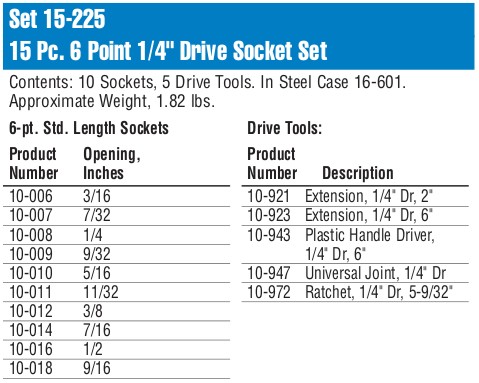 Set 15-225
15 Pc. 6 Point 1/4" Drive Socket Set
Contents: 10 Sockets, 5 Drive Tools. In Steel Case 16-601.
Approximate Weight, 1.82 lbs.
6-pt. Std. Length Sockets
Product Opening,
Number Inches
10-006 3/16
10-007 7/32
10-008 1/4
10-009 9/32
10-010 5/16
10-011 11/32
10-012 3/8
10-014 7/16
10-016 1/2
10-018 9/16
Drive Tools:
Product
Number Description
10-921 Extension, 1/4" Dr, 2"
10-923 Extension, 1/4" Dr, 6"
10-943 Plastic Handle Driver,
1/4" Dr, 6"
10-947 Universal Joint, 1/4" Dr
10-972 Ratchet, 1/4" Dr, 5-9/32"